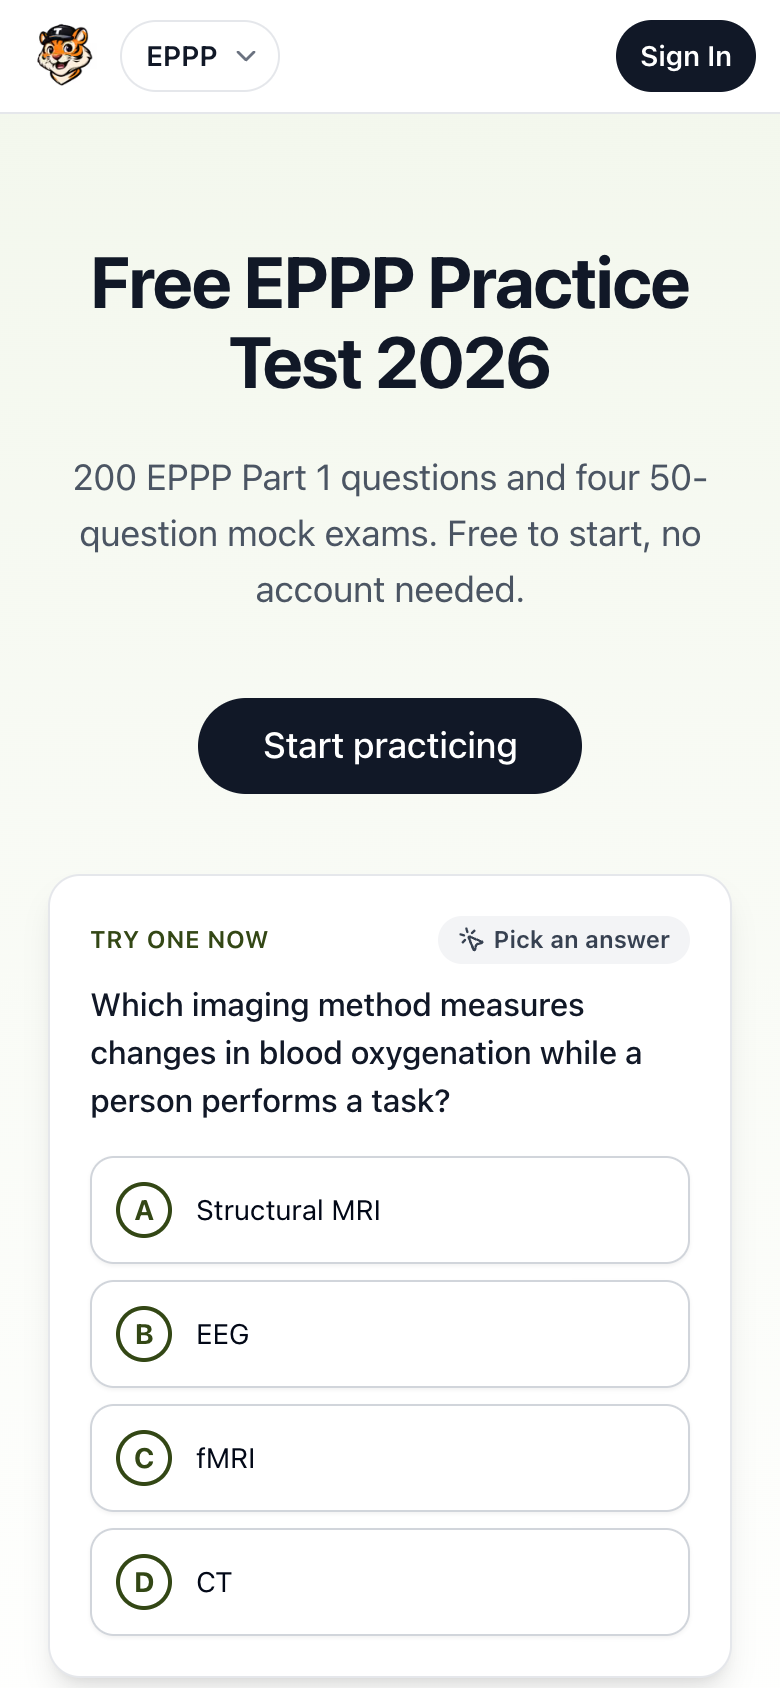 T
EPPP
Sign In
Free EPPP Practice
Test 2026
200 EPPP Part 1 questions and four 50-
question mock exams. Free to start, no
account needed.
Start practicing
TRY ONE NOW
Pick an answer
Which imaging method measures
changes in blood oxygenation while a
person performs a task?
A Structural MRI
B EEG
C fMRI
D CT